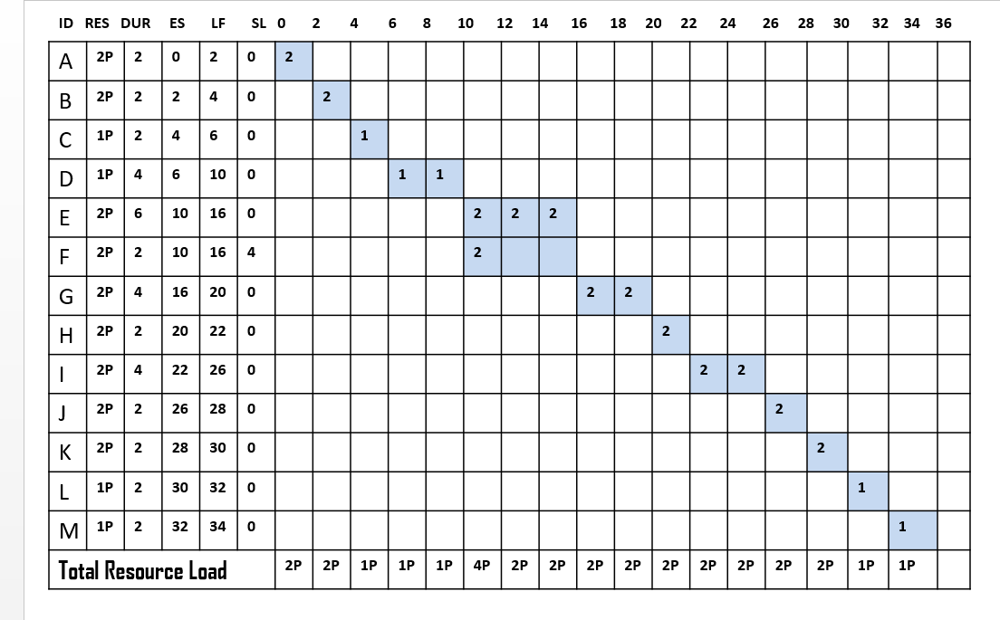 ID RES DUR ES LF SL 0 2 4 6 8 10 12 14 16 18 20 22 24 26 28 30 32 34 36
A 2P 2 0 2 0 2
B 2P 2 2 4 0 2
C 1P 2 4 6 0 1
D 1P 4 6 10 0 1 1
E 2P 6 10 16 0 2 2 2
F 2P 2 10 16 4 2
G 2P 4 16 20 0 2 2
H 2P 2 20 22 0 2
I 2P 4 22 26 0 2 2
J 2P 2 26 28 0 2
K 2P 2 28 30 0 2
L 1P 2 30 32 0 1
M 1P 2 32 34 0 1
Total Resource Load 2P 2P 1P 1P 1P 4P 2P 2P 2P 2P 2P 2P 2P 2P 2P 1P 1P